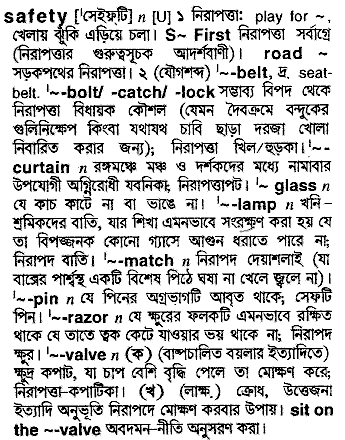 safety [ˈসেইফ্‌টি] n [U] ১ নিরাপত্তা: play for ~,
খেলায় ঝুঁকি এড়িয়ে চলা। S~ First নিরাপত্তা সর্বাগ্রে
(নিরাপত্তার গুরুত্বসূচক আদর্শবাণী)। road ~
সড়কপথের নিরাপত্তা। ২ (যৌগশব্দ) ˈ~-belt, দ্র. seat-
belt. ˈ~-bolt/ -catch/ -lock সম্ভাব্য বিপদ থেকে
নিরাপত্তা বিধায়ক কৌশল (যেমন দৈবক্রমে বন্দুকের
গুলিনিক্ষেপ কিংবা যথাযথ চাবি ছাড়া দরজা খোলা
নিবারিত করার জন্য); নিরাপত্তা খিল/হুড়কা। ˈ~-
curtain n রঙ্গমঞ্চে মঞ্চ ও দর্শকদের মধ্যে নামাবার
উপযোগী অগ্নিরোধী যবনিকা; নিরাপত্তাপট। ˈ~ glass n
যে কাচ কাটে না বা ভাঙে না। ˈ~-lamp n খনি-
শ্রমিকদের বাতি, যার শিখা এমনভাবে সংরক্ষণ করা হয় যে
তা বিপজ্জনক কোনো গ্যাসে আগুন ধরাতে পারে না;
নিরাপদ বাতি। ˈ~-match n নিরাপদ দেয়াশলাই (যা
বাক্সের পার্শ্বস্থ একটি বিশেষ পিঠে ঘষা না খেলে জ্বলে না)।
ˈ~-pin n যে পিনের অগ্রভাগটি আবৃত থাকে; সেফটি
পিন। ˈ~-razor n যে ক্ষুরের ফলকটি এমনভাবে রক্ষিত
থাকে যে তাতে ত্বক কেটে যাওয়ার ভয় থাকে না; নিরাপদ
ক্ষুর। ˈ~-valve n (ক) (বাষ্পচালিত বয়লার ইত্যাদিতে)
ক্ষুদ্র কপাট, যা চাপ বেশি বৃদ্ধি পেলে তা মোক্ষণ করে;
নিরাপত্তা-কপাটিকা। (খ) (লাক্ষ.) ক্রোধ, উত্তেজনা
ইত্যাদি অনুভূতি নিরাপদে মোক্ষণ করবার উপায়। sit on
the ~-valve অবদমন-নীতি অনুসরণ করা।